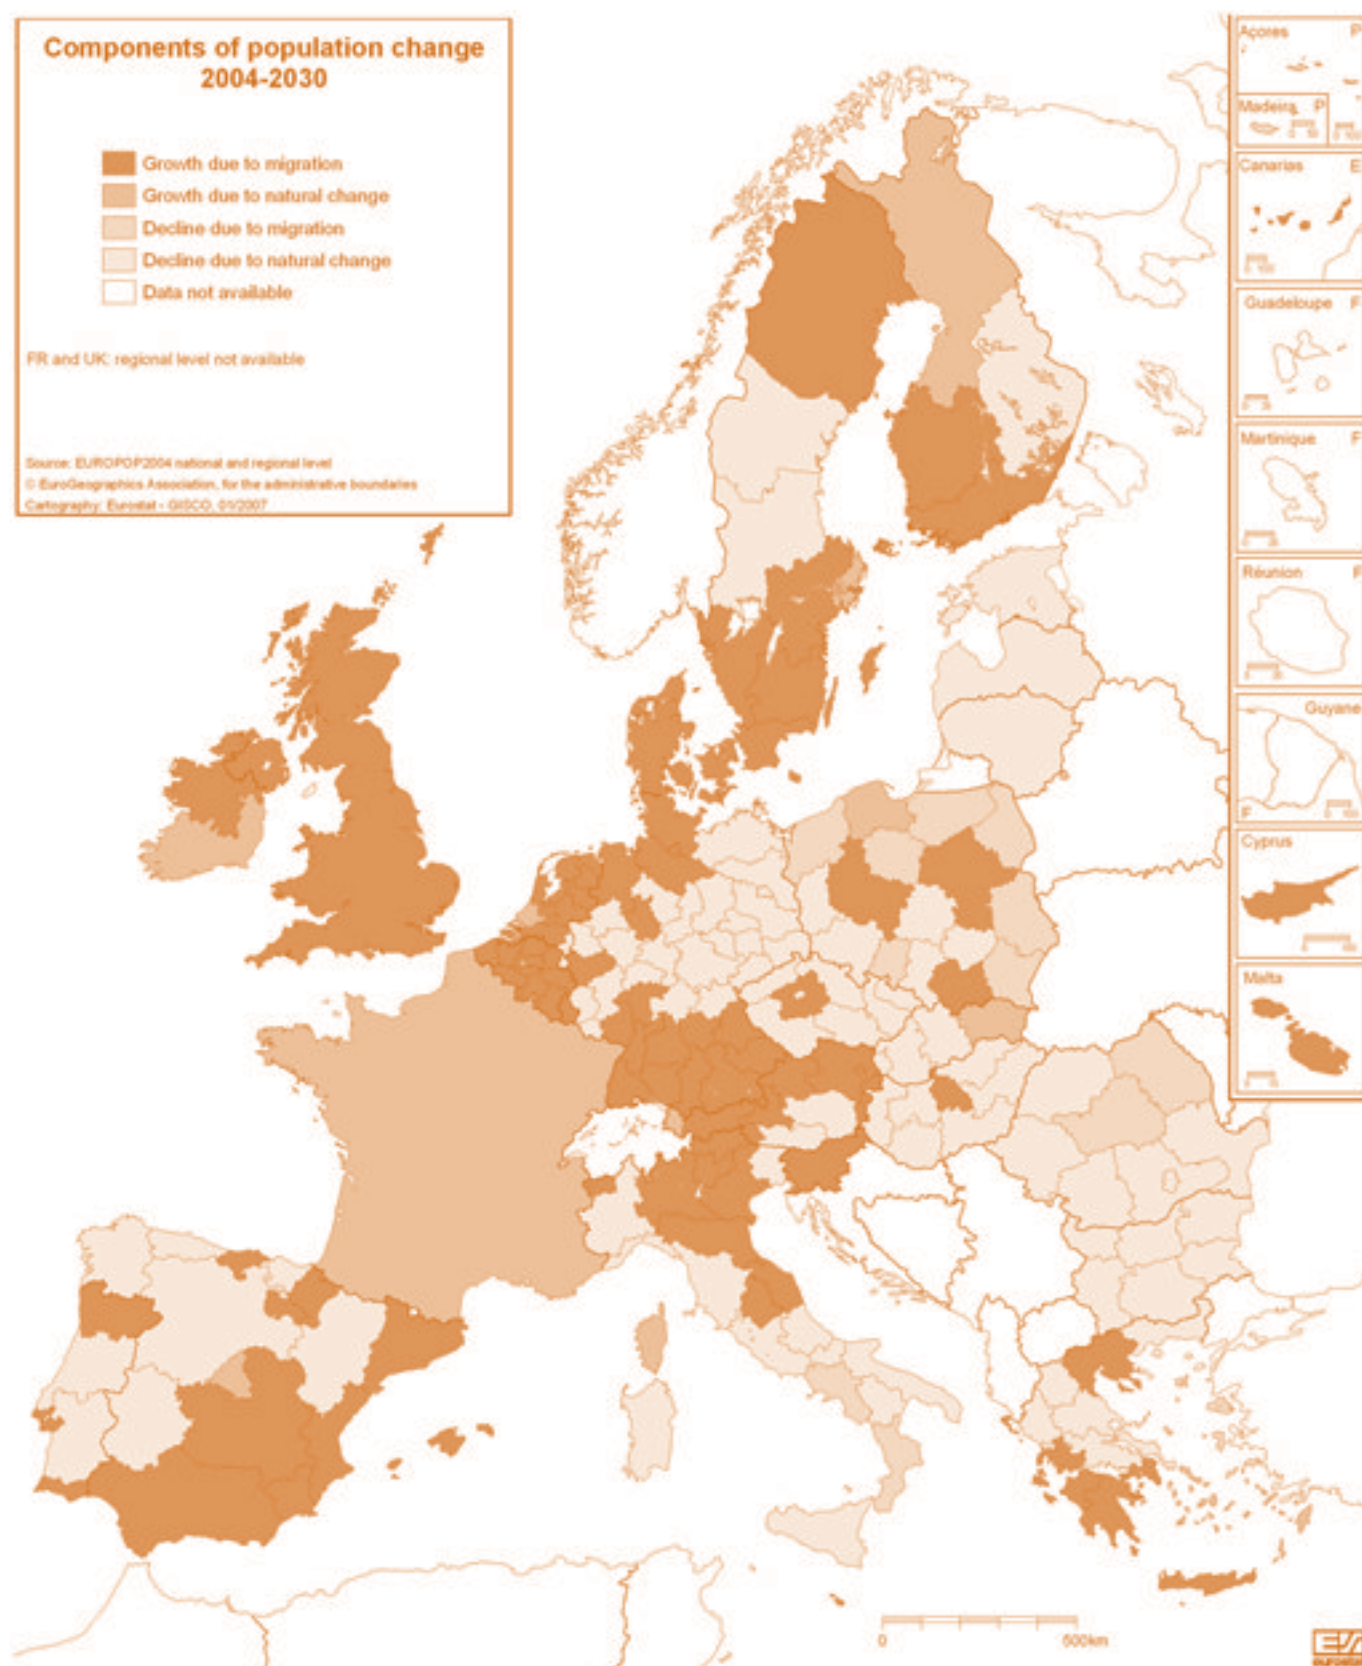 Components of population change
2004-2030
Growth due to migration
Growth due to natural change
Decline due to migration
Decline due to natural change
Data not available
FR and UK: regional level not available
Source: EUROPOP2004 national and regional level
© EuroGeographics Association, for the administrative boundaries
Cartography: Eurostat - GISCO, 01/2007
Açores P
Madeira P
Canarias E
Guadeloupe F
Martinique F
Réunion F
Guyane
F
Cyprus
Malta
0 500km
eurostat